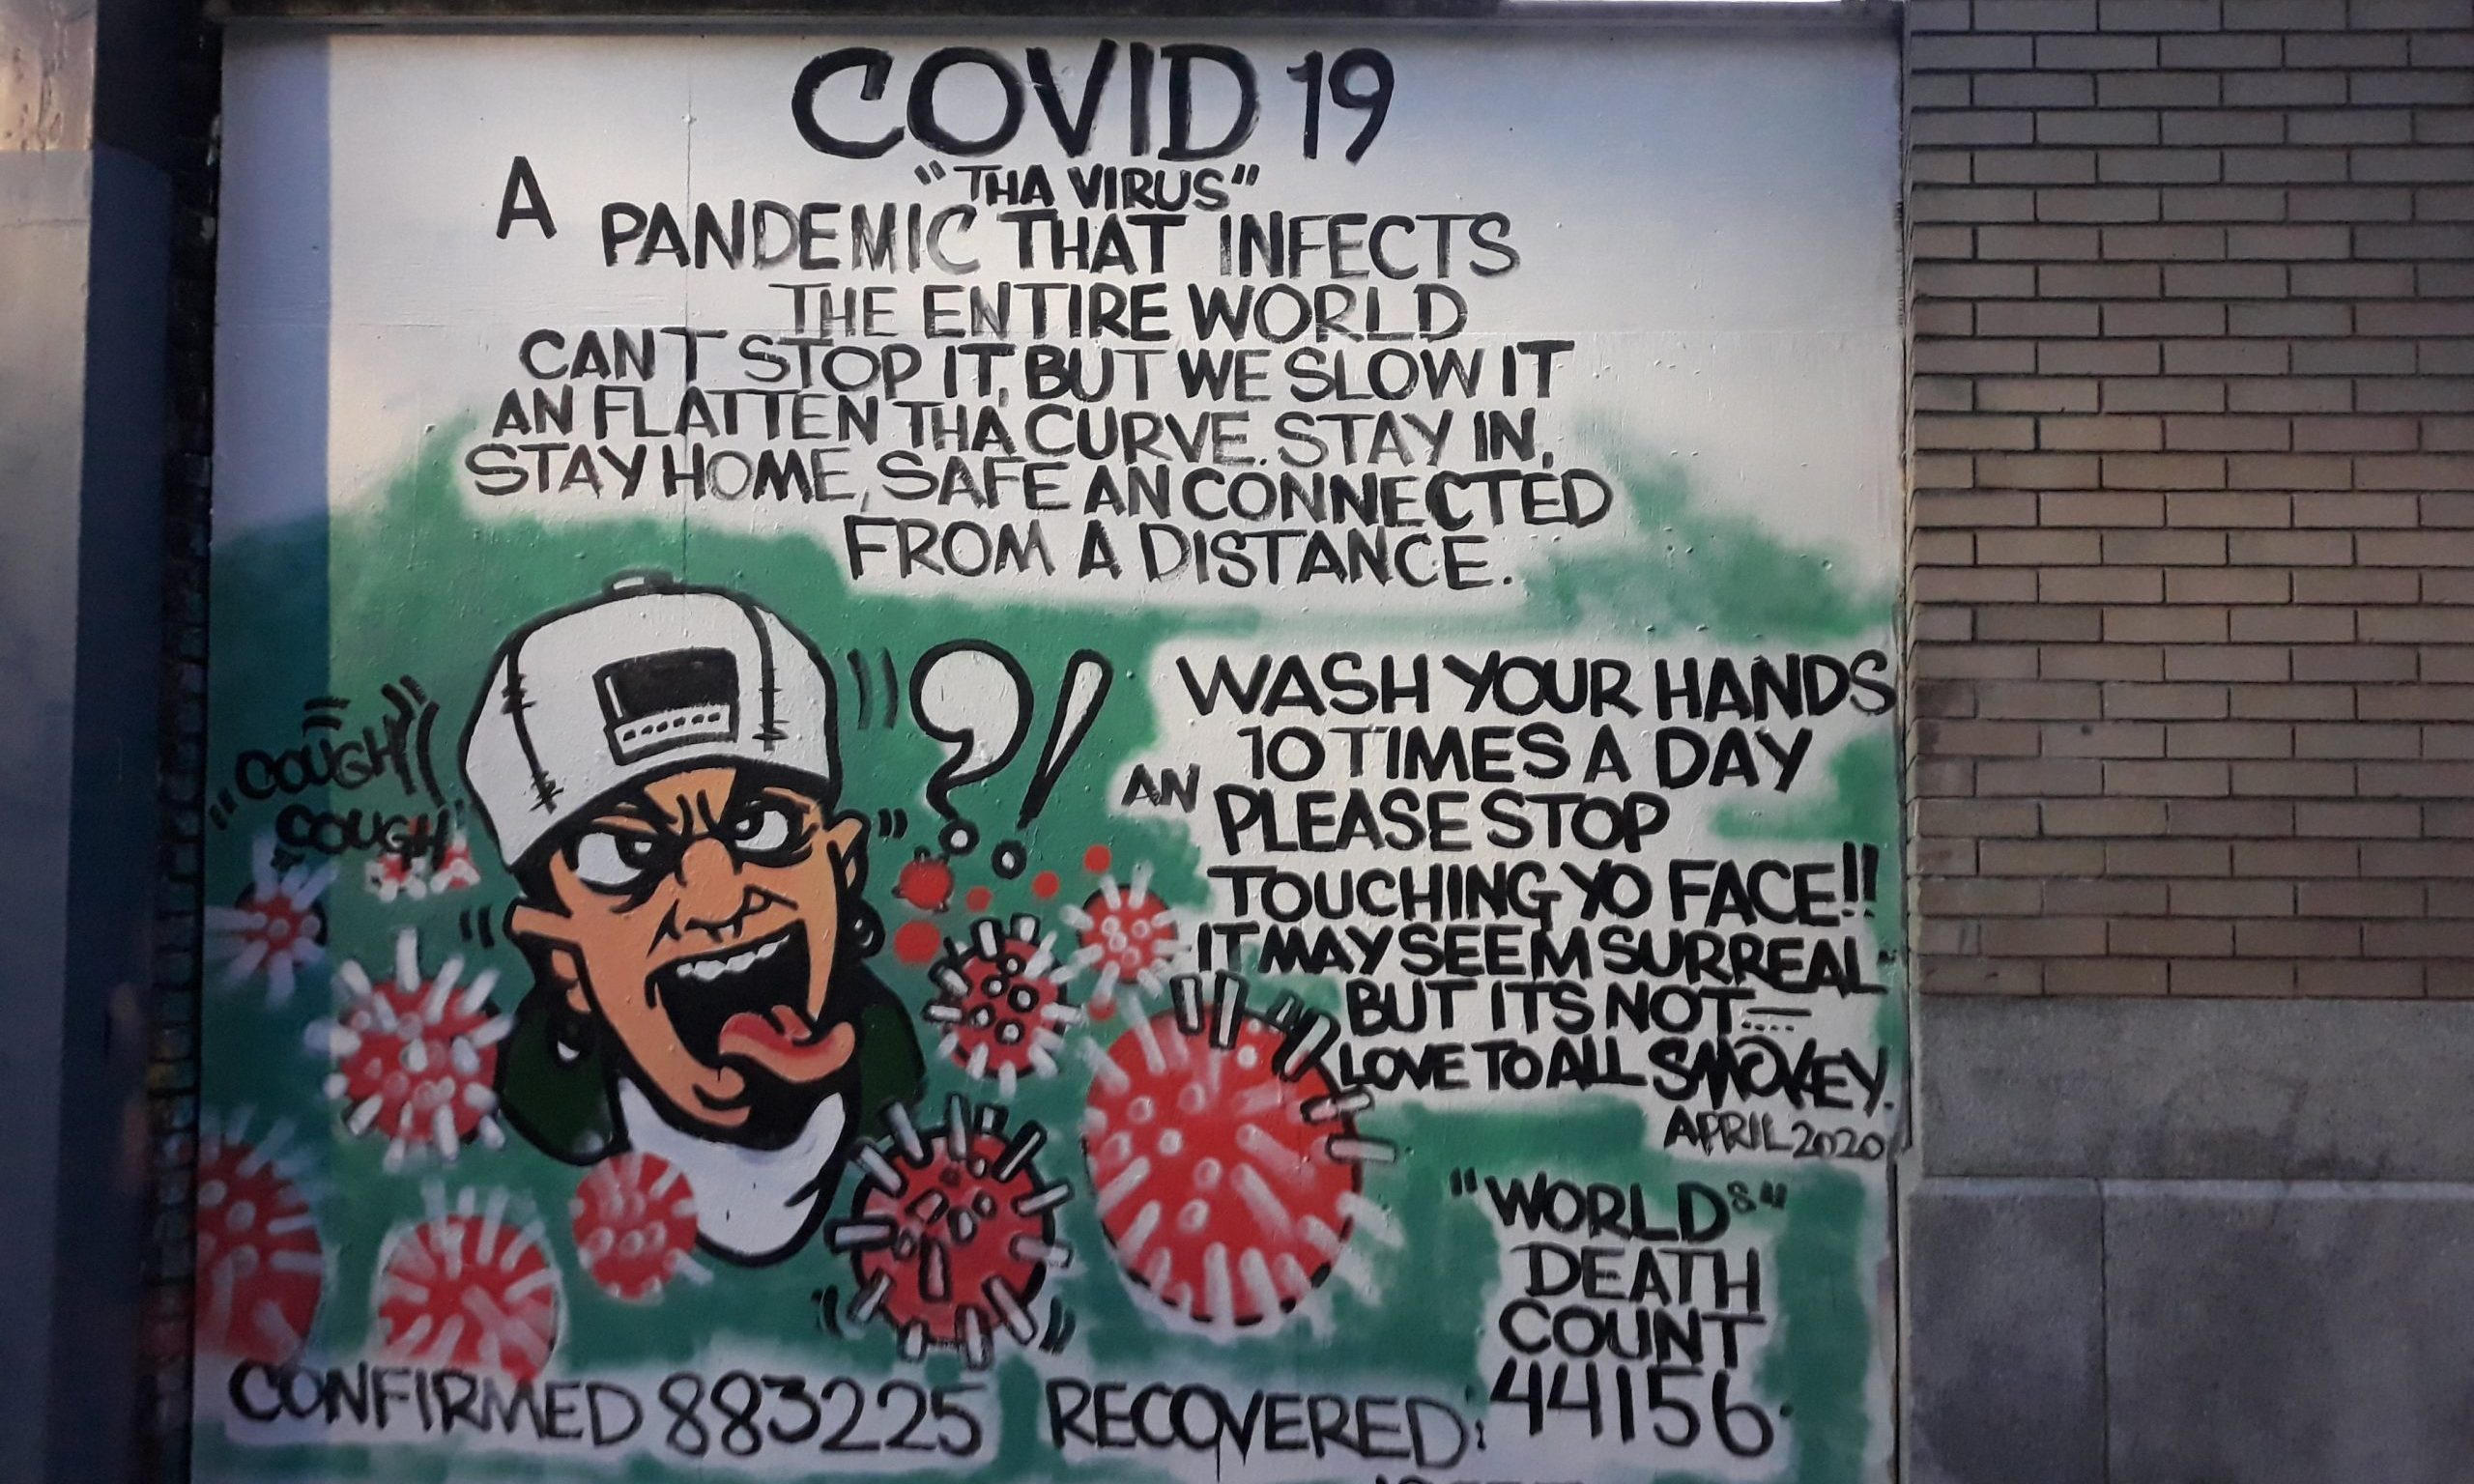 COVID 19
"THA VIRUS"
A PANDEMIC THAT INFECTS
THE ENTIRE WORLD
CAN'T STOP IT, BUT WE SLOW IT
AN FLATTEN THA CURVE. STAY IN,
STAY HOME, SAFE AN CONNECTED
FROM A DISTANCE.
?!
"COUGH
COUGH"
WASH YOUR HANDS
10 TIMES A DAY
AN PLEASE STOP
TOUCHING YO FACE!!
IT MAY SEEM SURREAL
BUT ITS NOT....
LOVE TO ALL SMOKEY.
APRIL 2020
"WORLDS"
DEATH
COUNT
44156
CONFIRMED 883225 RECOVERED: